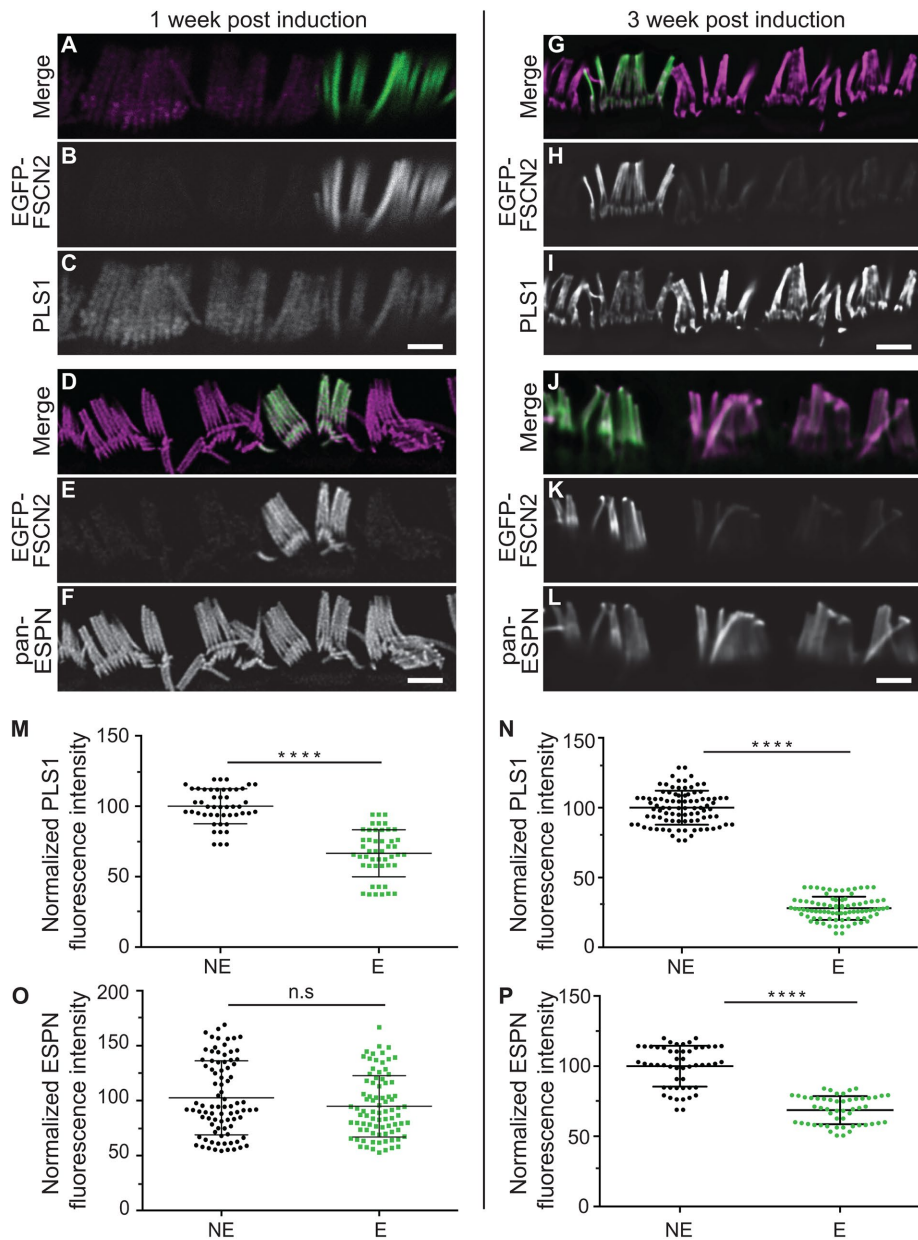 1 week post induction
3 week post induction
A
Merge
B
EGFP-
FSCN2
C
PLS1
D
Merge
E
EGFP-
FSCN2
F
pan-
ESPN
G
Merge
H
EGFP-
FSCN2
I
PLS1
J
Merge
K
EGFP-
FSCN2
L
pan-
ESPN
M
Normalized PLS1
fluorescence intensity
150
100
50
0
****
NE
E
N
Normalized PLS1
fluorescence intensity
150
100
50
0
****
NE
E
O
Normalized ESPN
fluorescence intensity
200
150
100
50
0
n.s
NE
E
P
Normalized ESPN
fluorescence intensity
150
100
50
0
****
NE
E